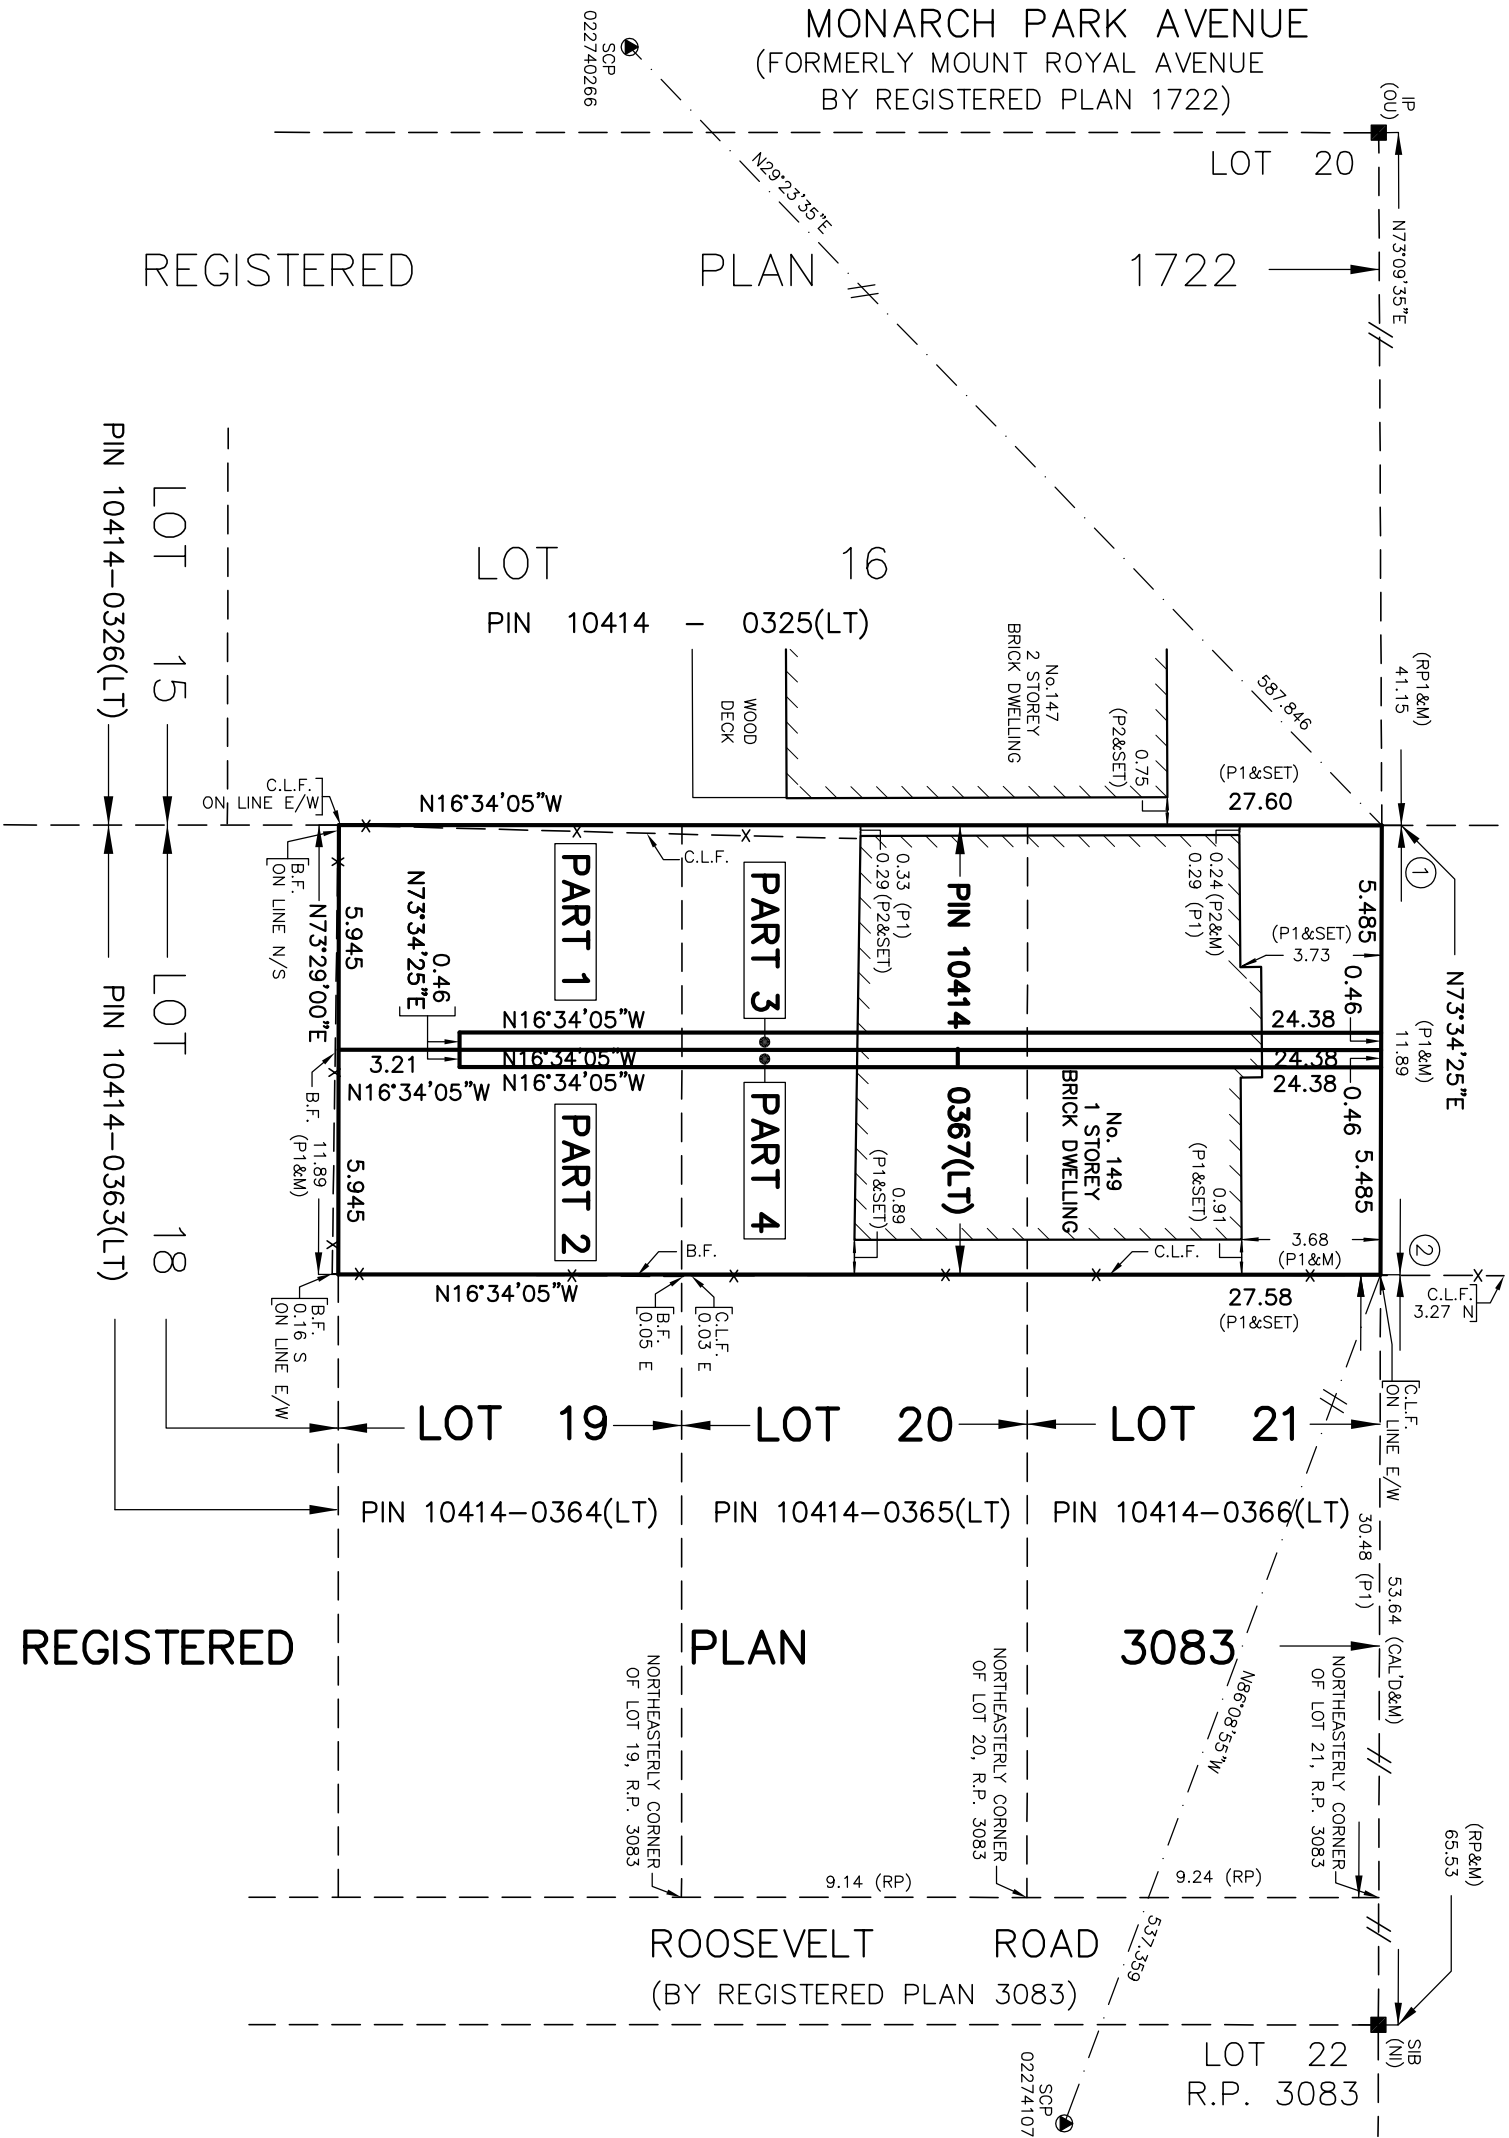 MONARCH PARK AVENUE
(FORMERLY MOUNT ROYAL AVENUE
BY REGISTERED PLAN 1722)
SCP
022740266
IP
(OU)
LOT 20
N29°23'35"E
N73°09'35"E
REGISTERED PLAN 1722
LOT 15
PIN 10414-0326(LT)
LOT 16
PIN 10414 - 0325(LT)
No.147
2 STOREY
BRICK DWELLING
WOOD
DECK
0.75
(P2&SET)
587.846
(RP1&M)
41.15
(P1&SET)
27.60
C.L.F.
ON LINE E/W
N16°34'05"W
C.L.F.
B.F.
ON LINE N/S
N73°29'00"E
5.945
N73°34'25"E
0.46
PART 1
PART 3
0.33 (P1)
0.29 (P2&SET)
PIN 10414
0.24 (P2&M)
0.29 (P1)
(P1&SET)
3.73
5.485
1
0.46
(P1&M)
11.89
N73°34'25"E
N16°34'05"W
24.38
3.21
N16°34'05"W
24.38
N16°34'05"W
N16°34'05"W
24.38
0.46
B.F.
11.89
(P1&M)
5.945
PART 2
PART 4
0367(LT)
No. 149
1 STOREY
BRICK DWELLING
0.89
(P1&SET)
0.91
(P1&SET)
3.68
(P1&M)
5.485
2
LOT 18
PIN 10414-0363(LT)
B.F.
C.L.F.
N16°34'05"W
27.58
(P1&SET)
C.L.F.
3.27 N
B.F.
0.16 S
ON LINE E/W
B.F.
0.05 E
C.L.F.
0.03 E
C.L.F.
ON LINE E/W
LOT 19
LOT 20
LOT 21
PIN 10414-0364(LT)
PIN 10414-0365(LT)
PIN 10414-0366(LT)
30.48 (P1)
53.64 (CAL'D&M)
REGISTERED PLAN 3083
N86°08'55"W
NORTHEASTERLY CORNER
OF LOT 19, R.P. 3083
NORTHEASTERLY CORNER
OF LOT 20, R.P. 3083
NORTHEASTERLY CORNER
OF LOT 21, R.P. 3083
(RP&M)
65.53
9.14 (RP)
9.24 (RP)
ROOSEVELT ROAD
(BY REGISTERED PLAN 3083)
537.359
SIB
(NI)
LOT 22
R.P. 3083
SCP
02274107